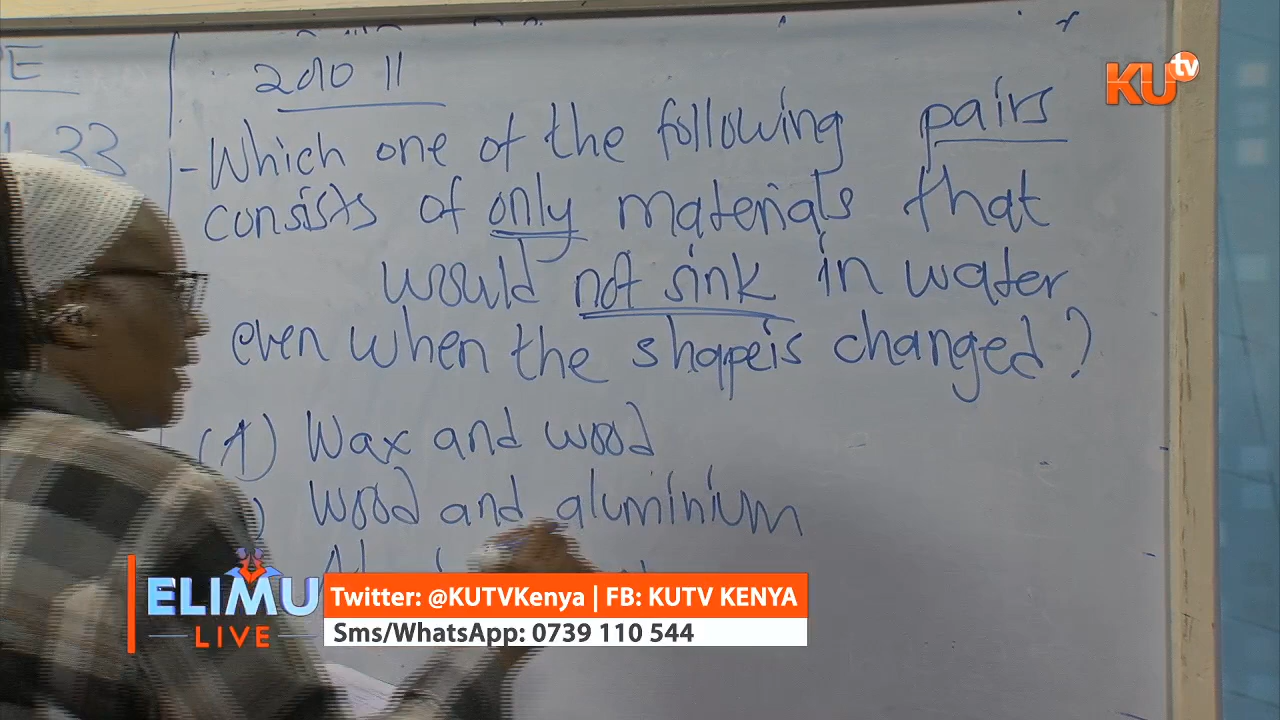 E
33
2010 11
KU tv
- Which one of the following pairs
consists of only materials that
would not sink in water
even when the shape is changed?
(A) Wax and wood
) Wood and aluminium
ELIMU
LIVE
Twitter: @KUTVKenya | FB: KUTV KENYA
Sms/WhatsApp: 0739 110 544